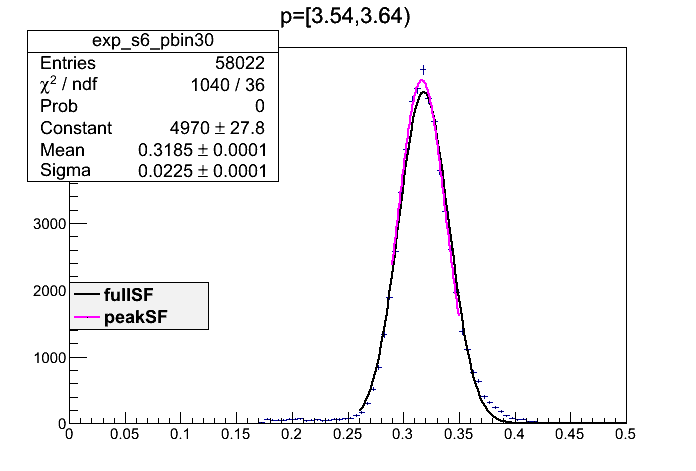 p=[3.54,3.64)
exp_s6_pbin30
Entries 58022
χ² / ndf 1040 / 36
Prob 0
Constant 4970 ± 27.8
Mean 0.3185 ± 0.0001
Sigma 0.0225 ± 0.0001
3000
2000
fullSF
peakSF
1000
0
0 0.05 0.1 0.15 0.2 0.25 0.3 0.35 0.4 0.45 0.5